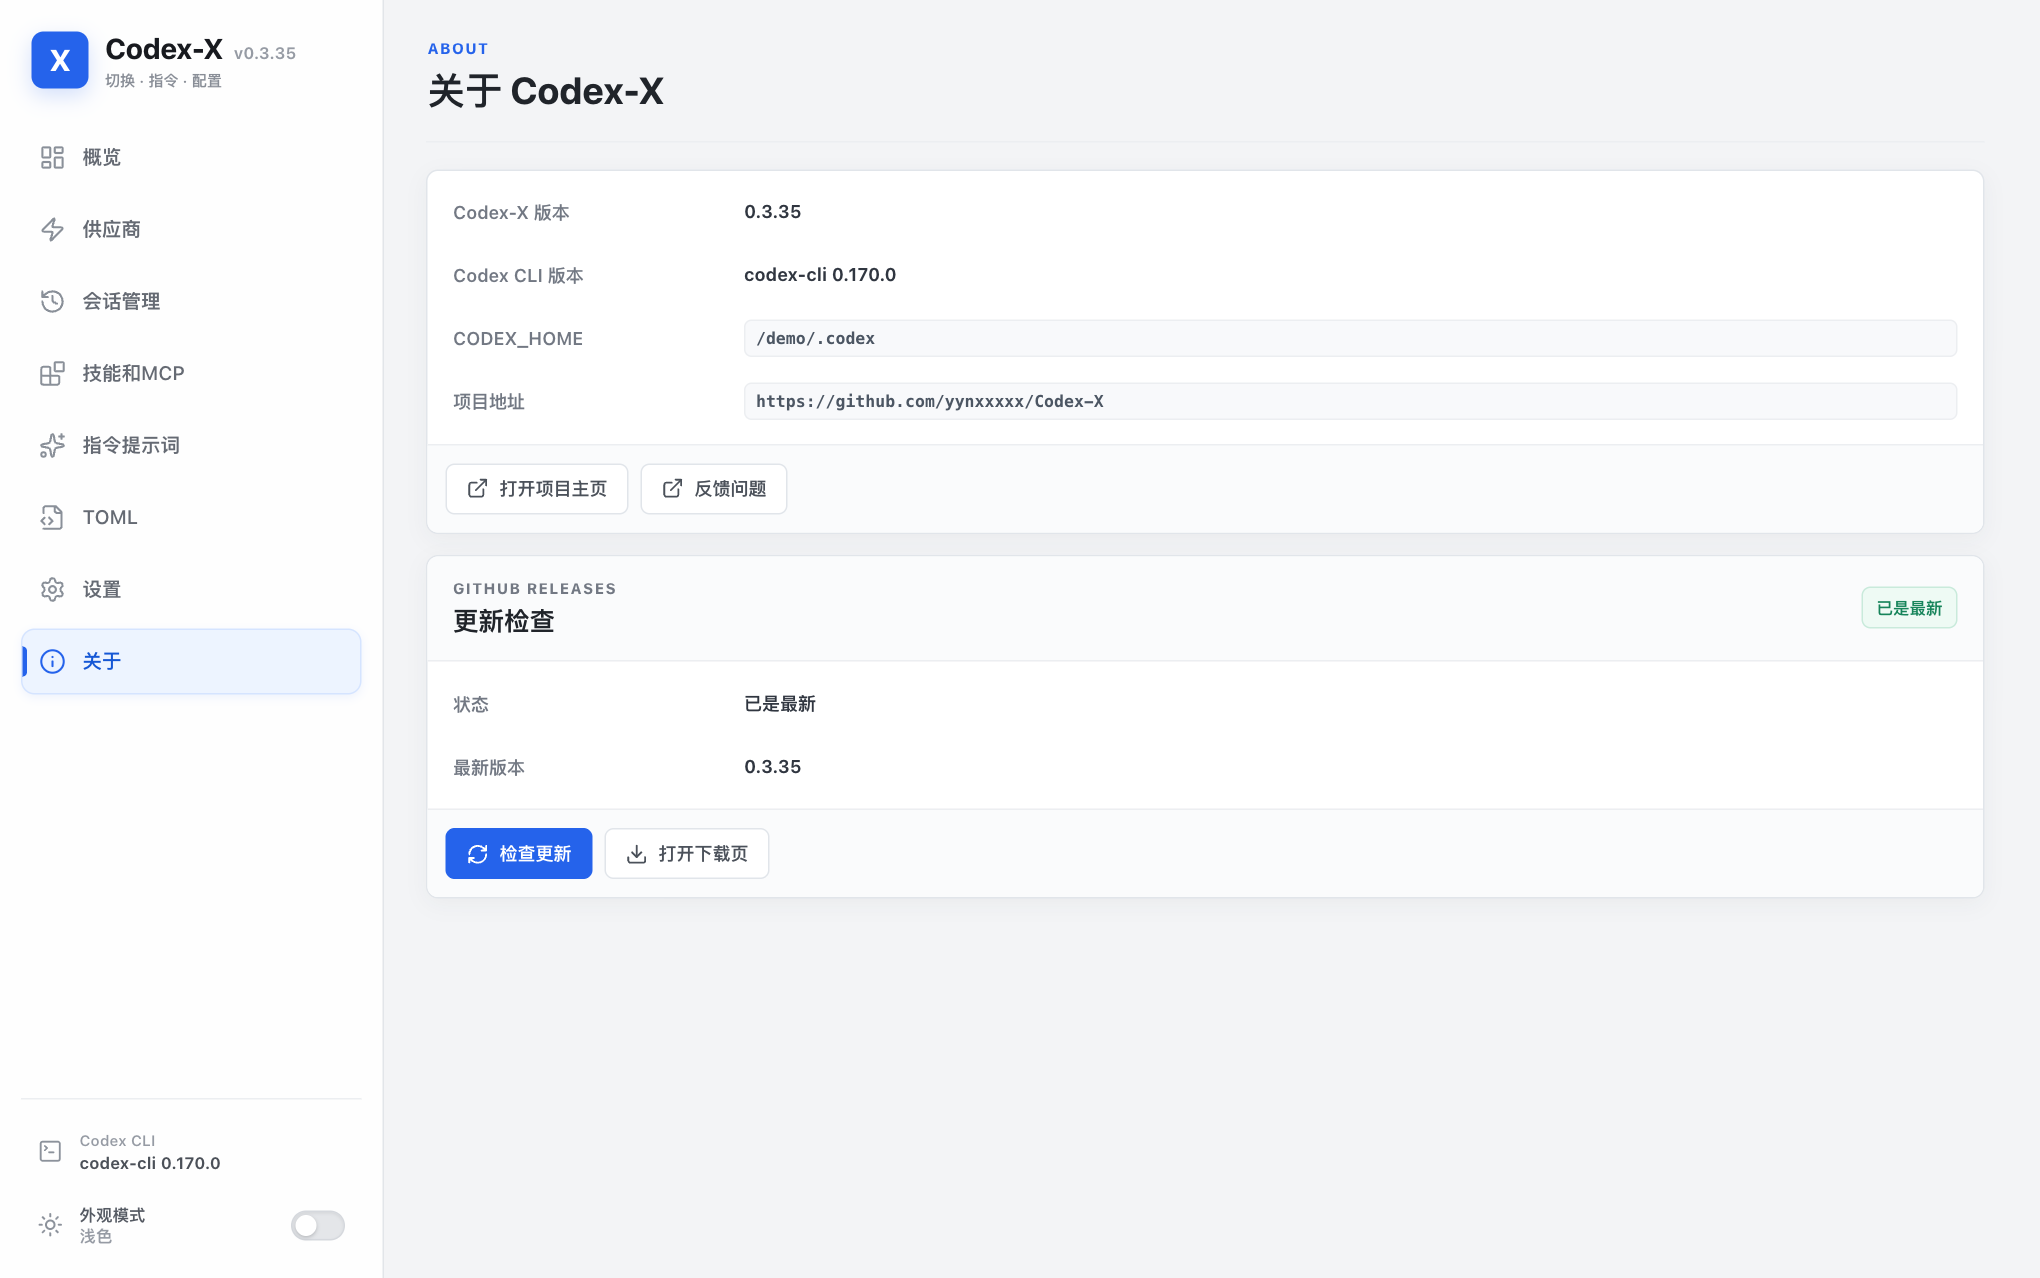 X
Codex-X v0.3.35
切换 · 指令 · 配置
概览
供应商
会话管理
技能和MCP
指令提示词
TOML
设置
关于
Codex CLI
codex-cli 0.170.0
外观模式
浅色
ABOUT
关于 Codex-X
Codex-X 版本 0.3.35
Codex CLI 版本 codex-cli 0.170.0
CODEX_HOME /demo/.codex
项目地址 https://github.com/yynxxxxx/Codex-X
打开项目主页 反馈问题
GITHUB RELEASES
更新检查
已是最新
状态 已是最新
最新版本 0.3.35
检查更新 打开下载页